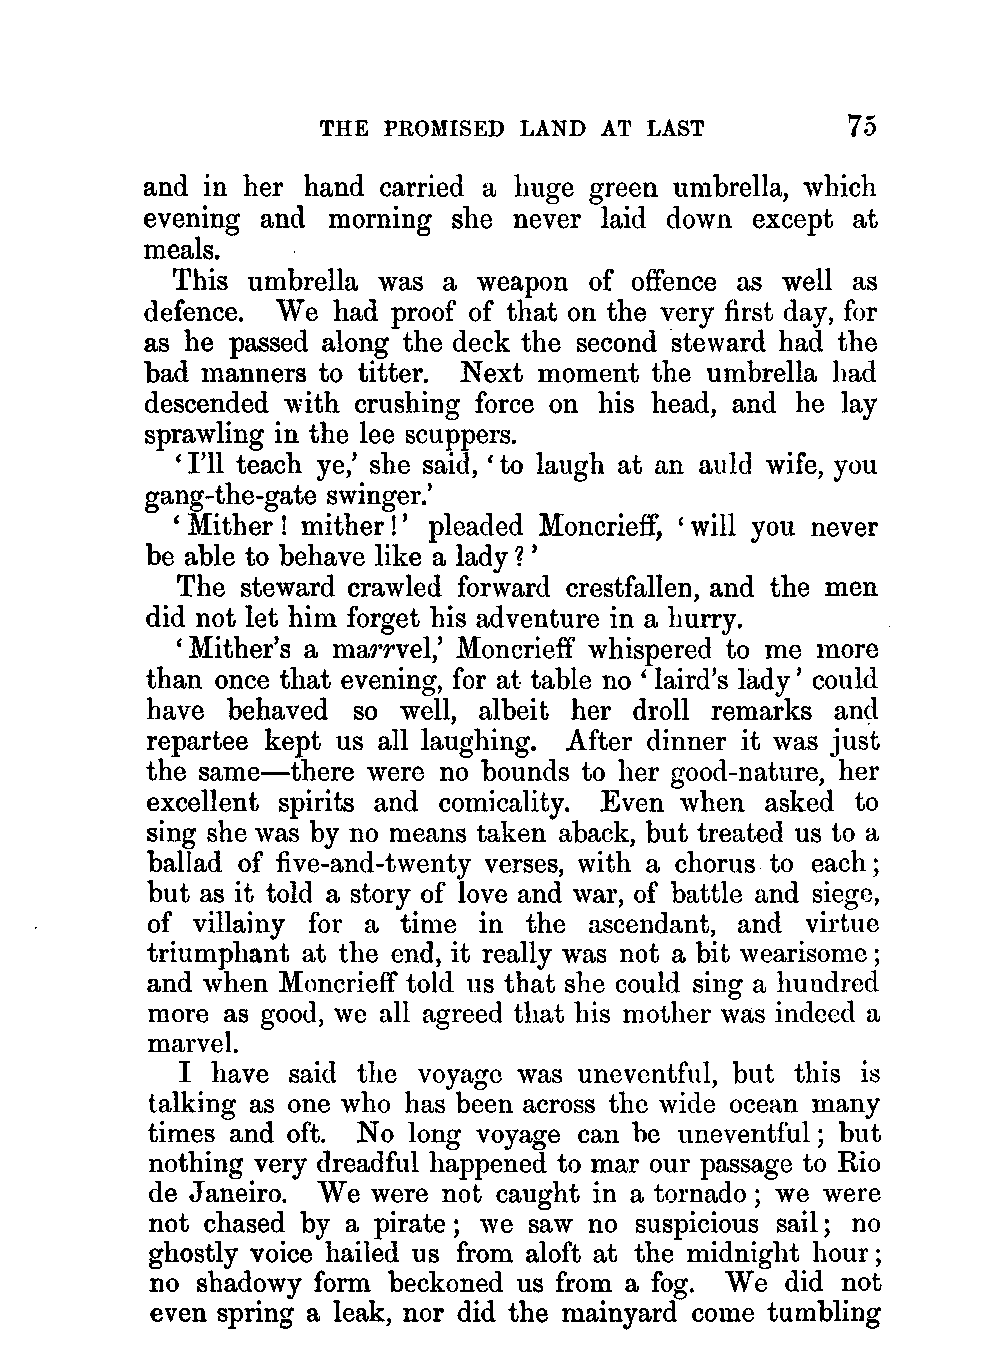 THE PROMISED LAND AT LAST 75
and in her hand carried a huge green umbrella, which
evening and morning she never laid down except at
meals.
This umbrella was a weapon of offence as well as
defence. We had proof of that on the very first day, for
as he passed along the deck the second steward had the
bad manners to titter. Next moment the umbrella had
descended with crushing force on his head, and he lay
sprawling in the lee scuppers.
‘I’ll teach ye,’ she said, ‘to laugh at an auld wife, you
gang-the-gate swinger.’
‘Mither! mither!’ pleaded Moncrieff, ‘will you never
be able to behave like a lady?’
The steward crawled forward crestfallen, and the men
did not let him forget his adventure in a hurry.
‘Mither’s a marrvel,’ Moncrieff whispered to me more
than once that evening, for at table no ‘laird’s lady’ could
have behaved so well, albeit her droll remarks and
repartee kept us all laughing. After dinner it was just
the same—there were no bounds to her good-nature, her
excellent spirits and comicality. Even when asked to
sing she was by no means taken aback, but treated us to a
ballad of five-and-twenty verses, with a chorus to each;
but as it told a story of love and war, of battle and siege,
of villainy for a time in the ascendant, and virtue
triumphant at the end, it really was not a bit wearisome;
and when Moncrieff told us that she could sing a hundred
more as good, we all agreed that his mother was indeed a
marvel.
I have said the voyage was uneventful, but this is
talking as one who has been across the wide ocean many
times and oft. No long voyage can be uneventful; but
nothing very dreadful happened to mar our passage to Rio
de Janeiro. We were not caught in a tornado; we were
not chased by a pirate; we saw no suspicious sail; no
ghostly voice hailed us from aloft at the midnight hour;
no shadowy form beckoned us from a fog. We did not
even spring a leak, nor did the mainyard come tumbling